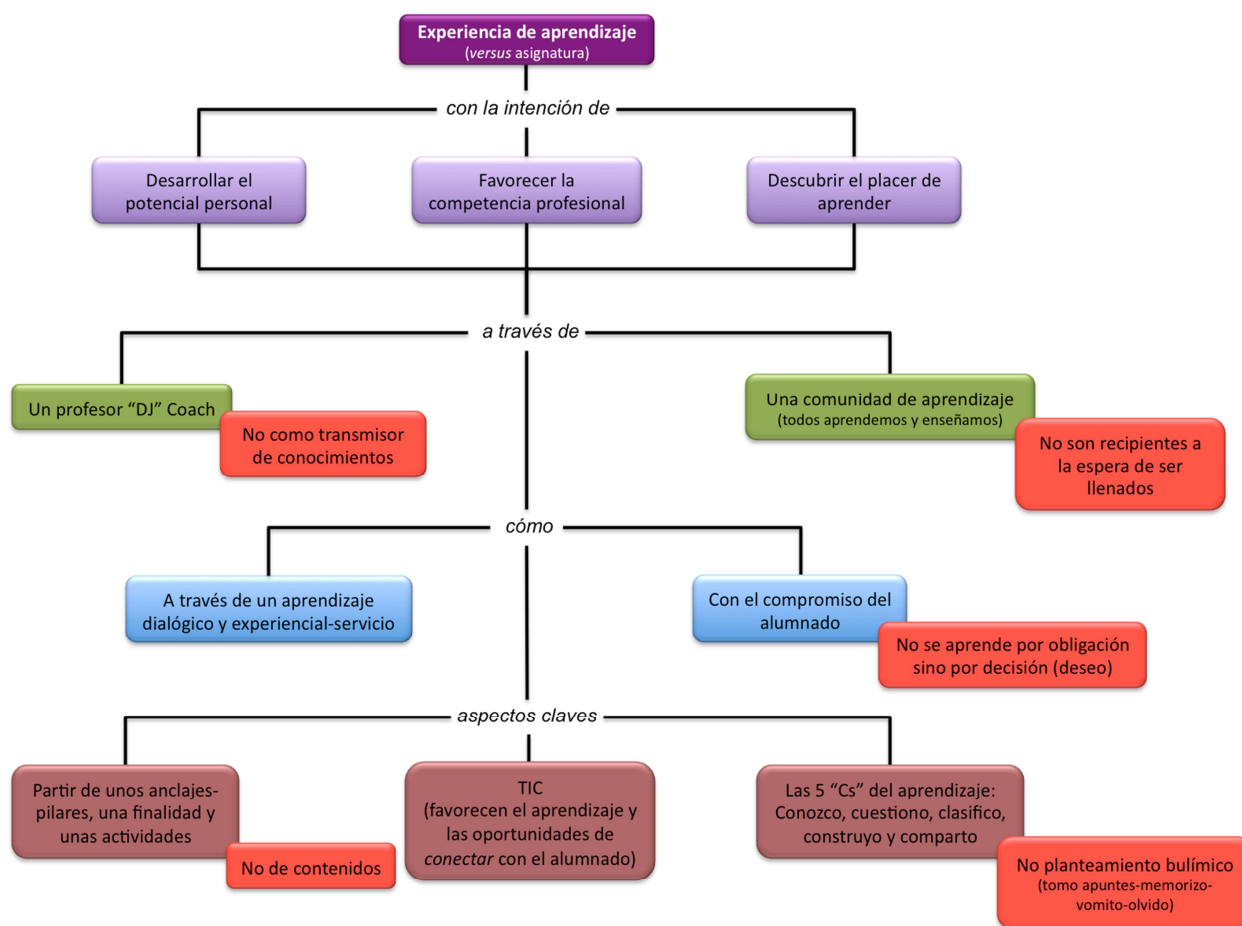 Experiencia de aprendizaje
(versus asignatura)
con la intención de
Desarrollar el
potencial personal
Favorecer la
competencia profesional
Descubrir el placer de
aprender
a través de
Un profesor “DJ” Coach
No como transmisor
de conocimientos
Una comunidad de aprendizaje
(todos aprendemos y enseñamos)
No son recipientes a
la espera de ser
llenados
cómo
A través de un aprendizaje
dialógico y experiencial-servicio
Con el compromiso del
alumnado
No se aprende por obligación
sino por decisión (deseo)
aspectos claves
Partir de unos anclajes-
pilares, una finalidad y
unas actividades
No de contenidos
TIC
(favorecen el aprendizaje y
las oportunidades de
conectar con el alumnado)
Las 5 “Cs” del aprendizaje:
Conozco, cuestiono, clasifico,
construyo y comparto
No planteamiento bulímico
(tomo apuntes-memorizo-
vomito-olvido)